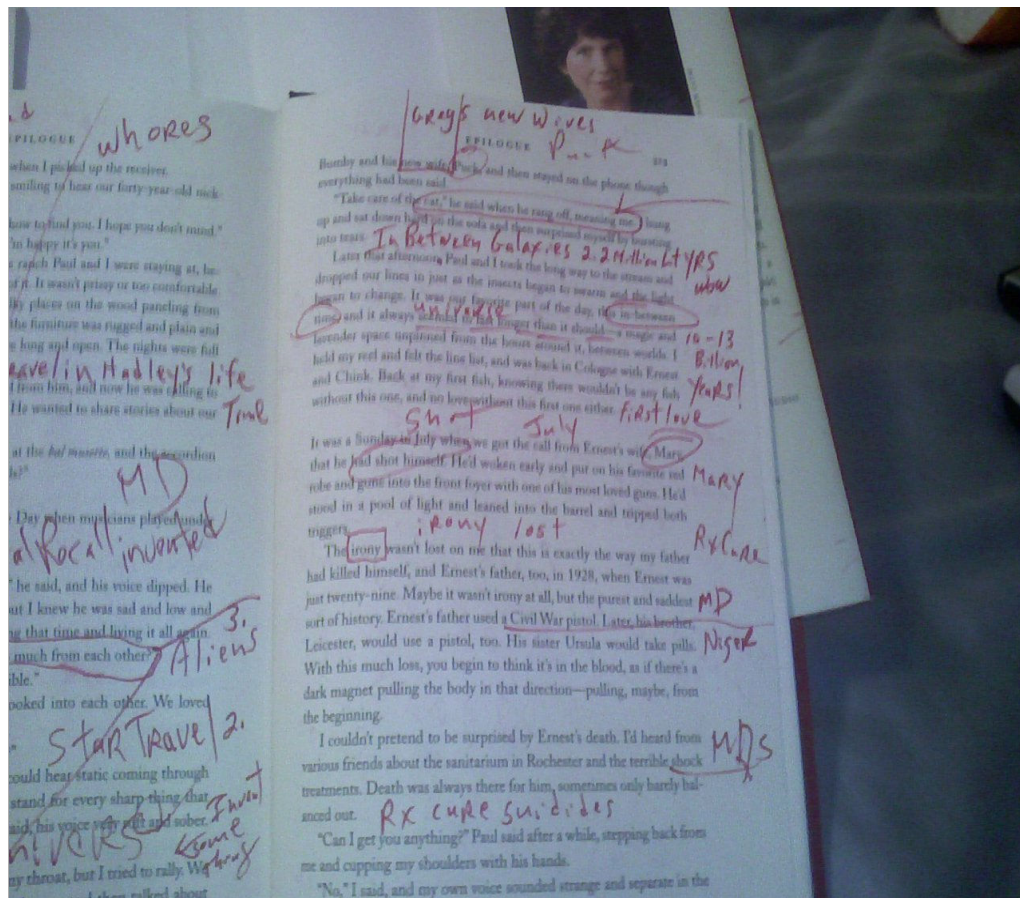 whores
EPILOGUE
when I picked up the receiver.
smiling to hear our forty-year-old nick-
how to find you. I hope you don't mind."
'm happy it's you."
ranch Paul and I were staying at, he
of it. It wasn't prissy or too comfortable
ky places on the wood paneling from
the furniture was rugged and plain and
e long and open. The nights were full
in Hadley's life
from him, and now he was calling to
He wanted to share stories about our
Time
at the bal musette, and the accordion
MD
Day when musicians played under
Recall invented
" he said, and his voice dipped. He
ut I knew he was sad and low and
g that time and living it all again.
3.
much from each other?"
Aliens
ible."
ooked into each other. We loved
Star Travel 2.
could hear static coming through
stand for every sharp thing that
Invent
aid, his voice very soft and sober.
some
thing
my throat, but I tried to rally. We
then talked about
Gray's new wives
EPILOGUE
Bumby and his new wife, Puck, and then stayed on the phone though
everything had been said.
"Take care of the cat," he said when he rang off, meaning me. I hung
up and sat down hard on the sofa and then surprised myself by bursting
into tears.
In Between Galaxies 2.2 Million Lt YRS
wow
Later that afternoon, Paul and I took the long way to the stream and
dropped our lines in just as the insects began to swarm and the light
began to change. It was our favorite part of the day, this in-between
universe
time, and it always seemed to last longer than it should—a magic and
lavender space unpinned from the hours around it, between worlds. I
10-13
Billion
Years!
held my reel and felt the line list, and was back in Cologne with Ernest
and Chink. Back at my first fish, knowing there wouldn't be any fish
without this one, and no love without this first one either.
First love
Shot July
It was a Sunday in July when we got the call from Ernest's wife, Mary,
that he had shot himself. He'd woken early and put on his favorite red
Mary
robe and gone into the front foyer with one of his most loved guns. He'd
stood in a pool of light and leaned into the barrel and tripped both
triggers.
irony lost
Rx Cure
The irony wasn't lost on me that this is exactly the way my father
had killed himself, and Ernest's father, too, in 1928, when Ernest was
just twenty-nine. Maybe it wasn't irony at all, but the purest and saddest
MD
sort of history. Ernest's father used a Civil War pistol. Later, his brother,
Leicester, would use a pistol, too. His sister Ursula would take pills.
With this much loss, you begin to think it's in the blood, as if there's a
dark magnet pulling the body in that direction—pulling, maybe, from
the beginning.
I couldn't pretend to be surprised by Ernest's death. I'd heard from
MDs
various friends about the sanitarium in Rochester and the terrible shock
treatments. Death was always there for him, sometimes only barely bal-
anced out.
Rx cure suicides
"Can I get you anything?" Paul said after a while, stepping back from
me and cupping my shoulders with his hands.
"No," I said, and my own voice sounded strange and separate in the